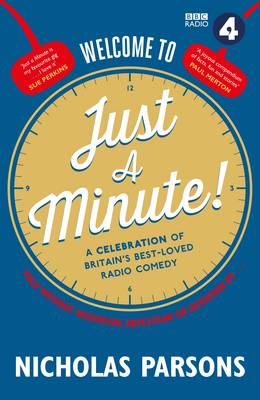 BBC
RADIO
4
WELCOME TO
'Just a Minute is
my favourite gig
... I love it'
SUE PERKINS
'A joyous
compendium
of facts, fun
and stories'
PAUL MERTON
12
Just
A
Minute!
9
3
A CELEBRATION OF
BRITAIN'S BEST-LOVED
RADIO COMEDY
6
TOLD WITHOUT HESITATION, REPETITION OR DEVIATION BY ...
NICHOLAS PARSONS